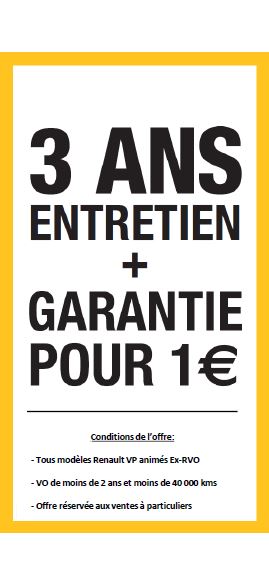 3 ANS
ENTRETIEN
+
GARANTIE
POUR 1€
Conditions de l'offre:
- Tous modèles Renault VP animés Ex-RVO
- VO de moins de 2 ans et moins de 40 000 kms
- Offre réservée aux ventes à particuliers